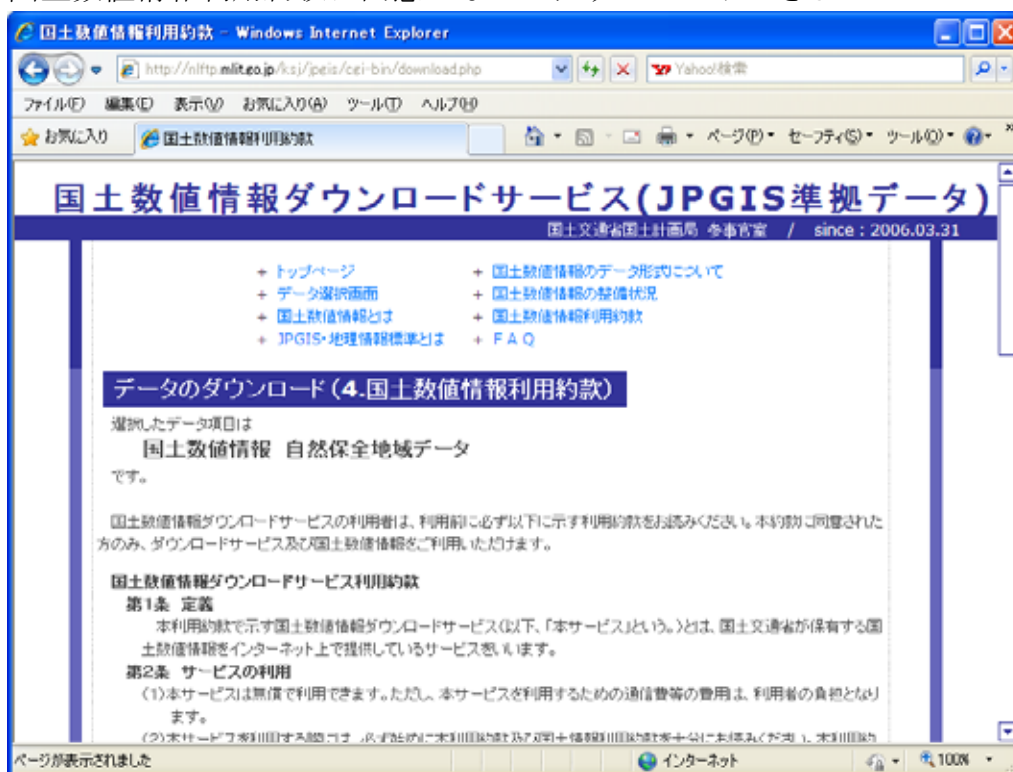 国土数値情報利用約款 - Windows Internet Explorer
http://nlftp.mlit.go.jp/ksj/jpgis/cgi-bin/download.php
Yahoo!検索
ファイル(F) 編集(E) 表示(V) お気に入り(A) ツール(T) ヘルプ(H)
お気に入り 国土数値情報利用約款 ページ(P) セーフティ(S) ツール(O)
国土数値情報ダウンロードサービス(JPGIS準拠データ)
国土交通省国土計画局 参事官室 / since : 2006.03.31
+ トップページ + 国土数値情報のデータ形式について
+ データ選択画面 + 国土数値情報の整備状況
+ 国土数値情報とは + 国土数値情報利用約款
+ JPGIS・地理情報標準とは + F A Q
データのダウンロード(4.国土数値情報利用約款)
選択したデータ項目は
国土数値情報 自然保全地域データ
です。
国土数値情報ダウンロードサービスの利用者は、利用前に必ず以下に示す利用約款をお読みください。本約款に同意された
方のみ、ダウンロードサービス及び国土数値情報をご利用いただけます。
国土数値情報ダウンロードサービス利用約款
第1条 定義
本利用約款で示す国土数値情報ダウンロードサービス(以下、「本サービス」という。)とは、国土交通省が保有する国
土数値情報をインターネット上で提供しているサービスをいいます。
第2条 サービスの利用
(1)本サービスは無償で利用できます。ただし、本サービスを利用するための通信費等の費用は、利用者の負担となり
ます。
ページが表示されました インターネット 100%